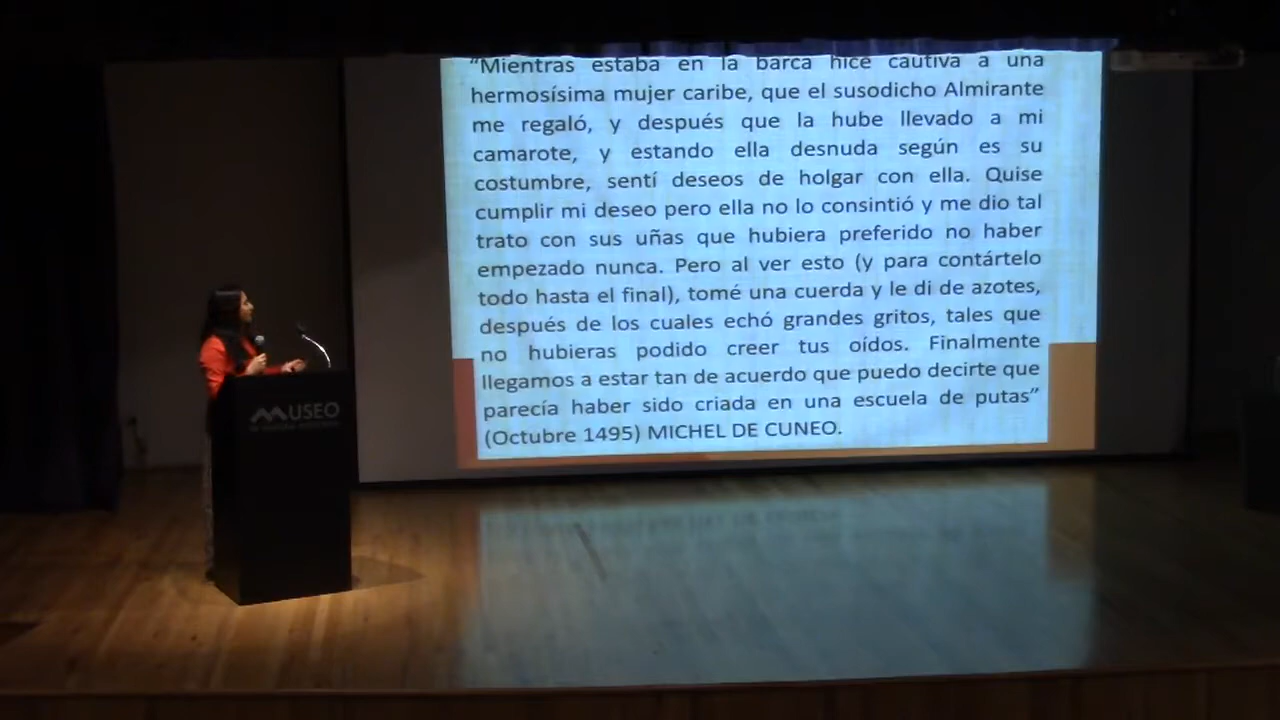 “Mientras estaba en la barca hice cautiva a una
hermosísima mujer caribe, que el susodicho Almirante
me regaló, y después que la hube llevado a mi
camarote, y estando ella desnuda según es su
costumbre, sentí deseos de holgar con ella. Quise
cumplir mi deseo pero ella no lo consintió y me dio tal
trato con sus uñas que hubiera preferido no haber
empezado nunca. Pero al ver esto (y para contártelo
todo hasta el final), tomé una cuerda y le di de azotes,
después de los cuales echó grandes gritos, tales que
no hubieras podido creer tus oídos. Finalmente
llegamos a estar tan de acuerdo que puedo decirte que
parecía haber sido criada en una escuela de putas”
(Octubre 1495) MICHEL DE CUNEO.
MUSEO